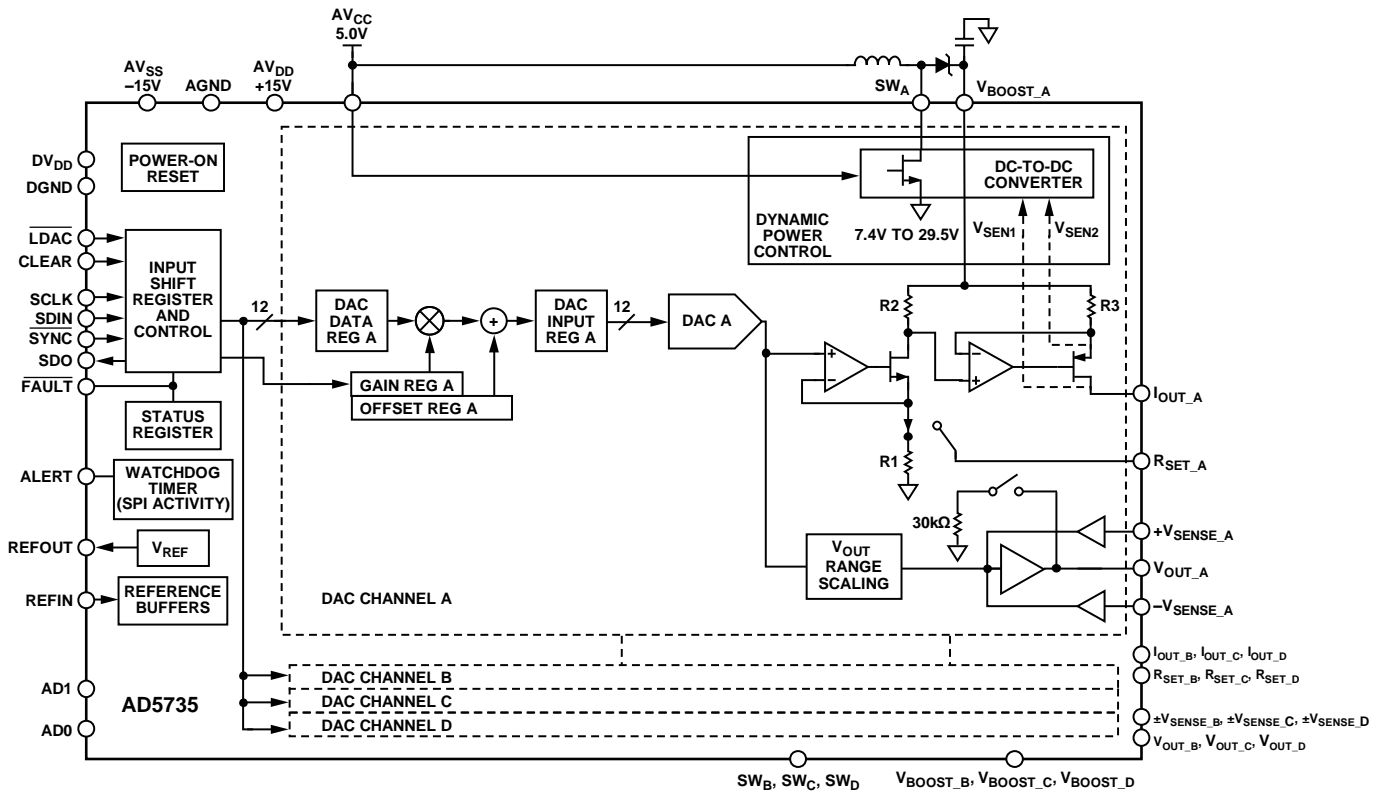 AVCC
5.0V
AVSS
–15V
AGND
AVDD
+15V
SWA
VBOOST_A
DVDD
DGND
POWER-ON
RESET
DC-TO-DC
CONVERTER
DYNAMIC
POWER
CONTROL
7.4V TO 29.5V
VSEN1
VSEN2
LDAC
CLEAR
SCLK
SDIN
SYNC
SDO
FAULT
INPUT
SHIFT
REGISTER
AND
CONTROL
12
DAC
DATA
REG A
+
DAC
INPUT
REG A
12
DAC A
GAIN REG A
OFFSET REG A
R2
R3
+
–
–
+
R1
IOUT_A
RSET_A
STATUS
REGISTER
ALERT
WATCHDOG
TIMER
(SPI ACTIVITY)
REFOUT
VREF
REFIN
REFERENCE
BUFFERS
30kΩ
VOUT
RANGE
SCALING
+VSENSE_A
VOUT_A
–VSENSE_A
DAC CHANNEL A
DAC CHANNEL B
DAC CHANNEL C
DAC CHANNEL D
AD1
AD0
AD5735
IOUT_B, IOUT_C, IOUT_D
RSET_B, RSET_C, RSET_D
±VSENSE_B, ±VSENSE_C, ±VSENSE_D
VOUT_B, VOUT_C, VOUT_D
SWB, SWC, SWD
VBOOST_B, VBOOST_C, VBOOST_D